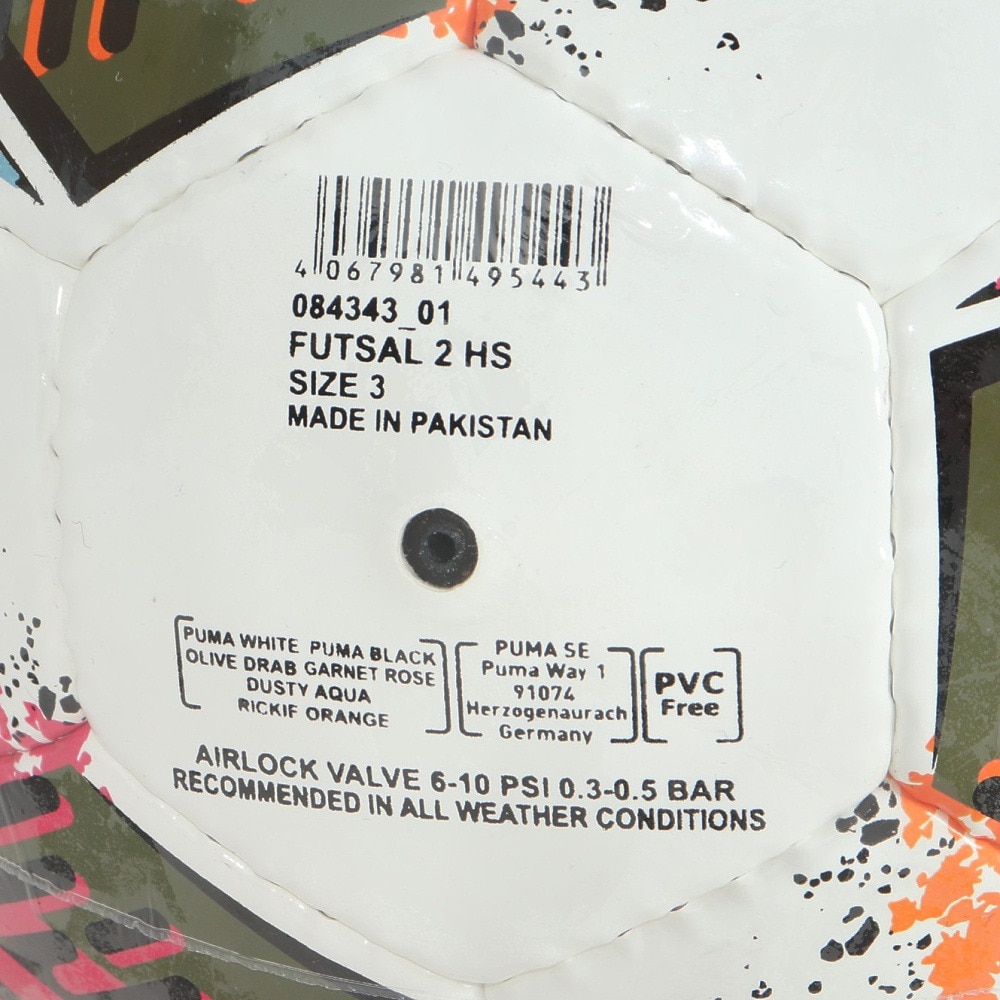 4 067981 495443
084343_01
FUTSAL 2 HS
SIZE 3
MADE IN PAKISTAN
PUMA WHITE PUMA BLACK
OLIVE DRAB GARNET ROSE
DUSTY AQUA
RICKIE ORANGE
PUMA SE
Puma Way 1
91074
Herzogenaurach
Germany
PVC
Free
AIRLOCK VALVE 6-10 PSI 0.3-0.5 BAR
RECOMMENDED IN ALL WEATHER CONDITIONS